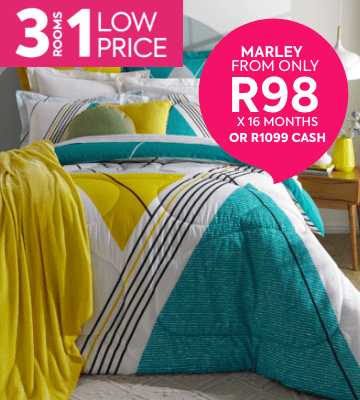 3 ROOMS 1 LOW
PRICE
MARLEY
FROM ONLY
R98
X 16 MONTHS
OR R1099 CASH